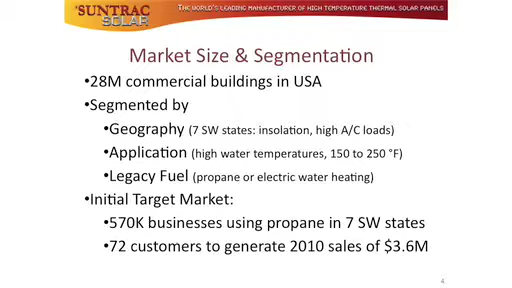 SUNTRAC
SOLAR
THE WORLD'S LEADING MANUFACTURER OF HIGH TEMPERATURE THERMAL SOLAR PANELS
Market Size & Segmentation
•28M commercial buildings in USA
•Segmented by
•Geography (7 SW states: insolation, high A/C loads)
•Application (high water temperatures, 150 to 250 °F)
•Legacy Fuel (propane or electric water heating)
•Initial Target Market:
•570K businesses using propane in 7 SW states
•72 customers to generate 2010 sales of $3.6M
4